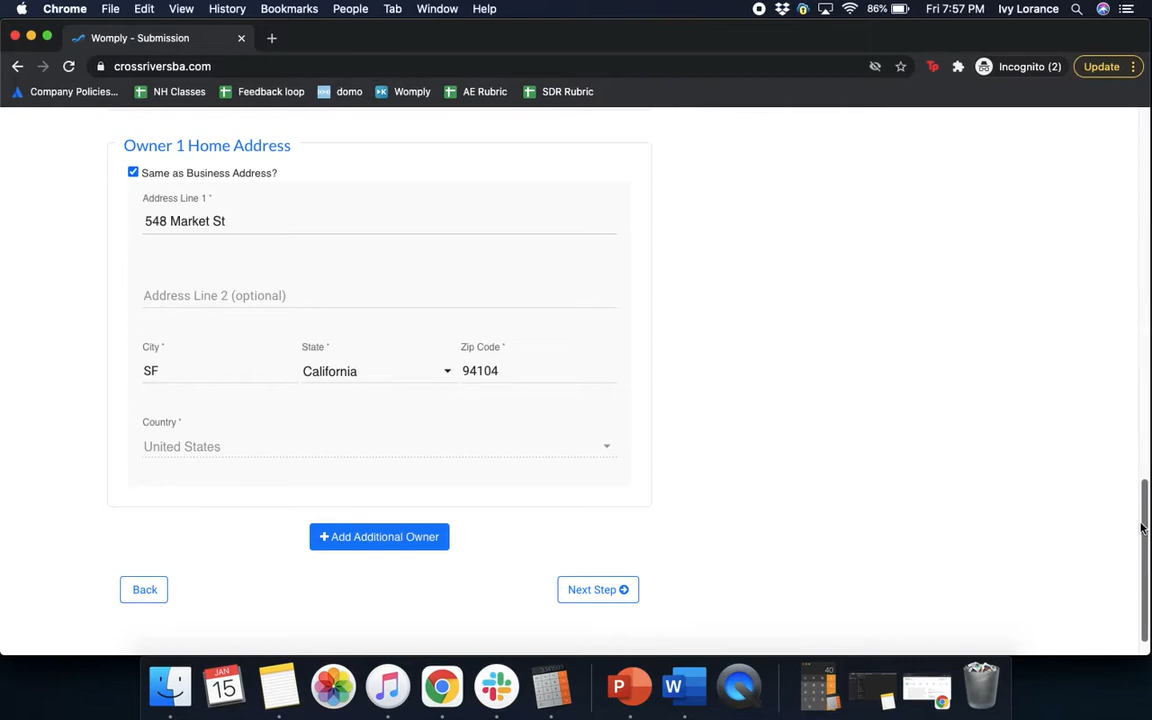 Chrome File Edit View History Bookmarks People Tab Window Help 86% Fri 7:57 PM Ivy Lorance
Womply - Submission
crossriversba.com Tp Incognito (2) Update
Company Policies... NH Classes Feedback loop domo Womply AE Rubric SDR Rubric
Owner 1 Home Address
Same as Business Address?
Address Line 1 *
548 Market St
Address Line 2 (optional)
City * State * Zip Code *
SF California 94104
Country *
United States
+ Add Additional Owner
Back Next Step
JAN
15 P W 40